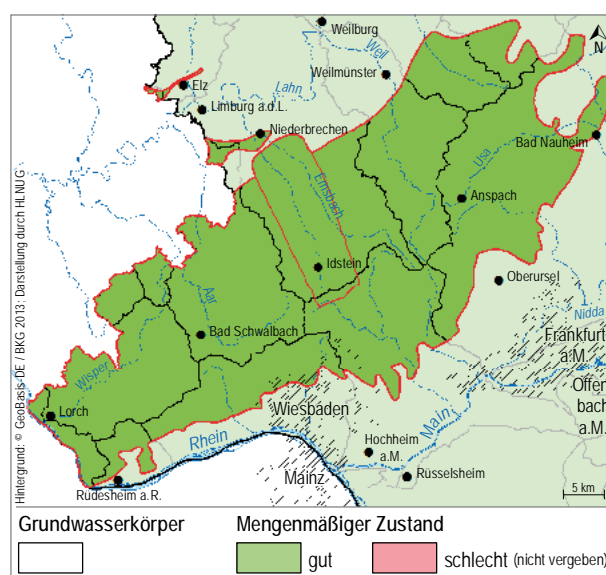 Weilburg
Weil
Weilmünster
N
Elz
Lahn
Limburg a.d.L.
Niederbrechen
Usa
Bad Nauheim
Emsbach
Anspach
Idstein
Oberursel
Aar
Nidda
Bad Schwalbach
Frankfurt
a.M.
Wisper
Offen
bach
a.M.
Lorch
Wiesbaden
Main
Rhein
Hochheim
a.M.
Rüsselsheim
Mainz
Rüdesheim a.R.
5 km
Hintergrund: © GeoBasis-DE / BKG 2013; Darstellung durch HLNUG
Grundwasserkörper
Mengenmäßiger Zustand
gut
schlecht (nicht vergeben)